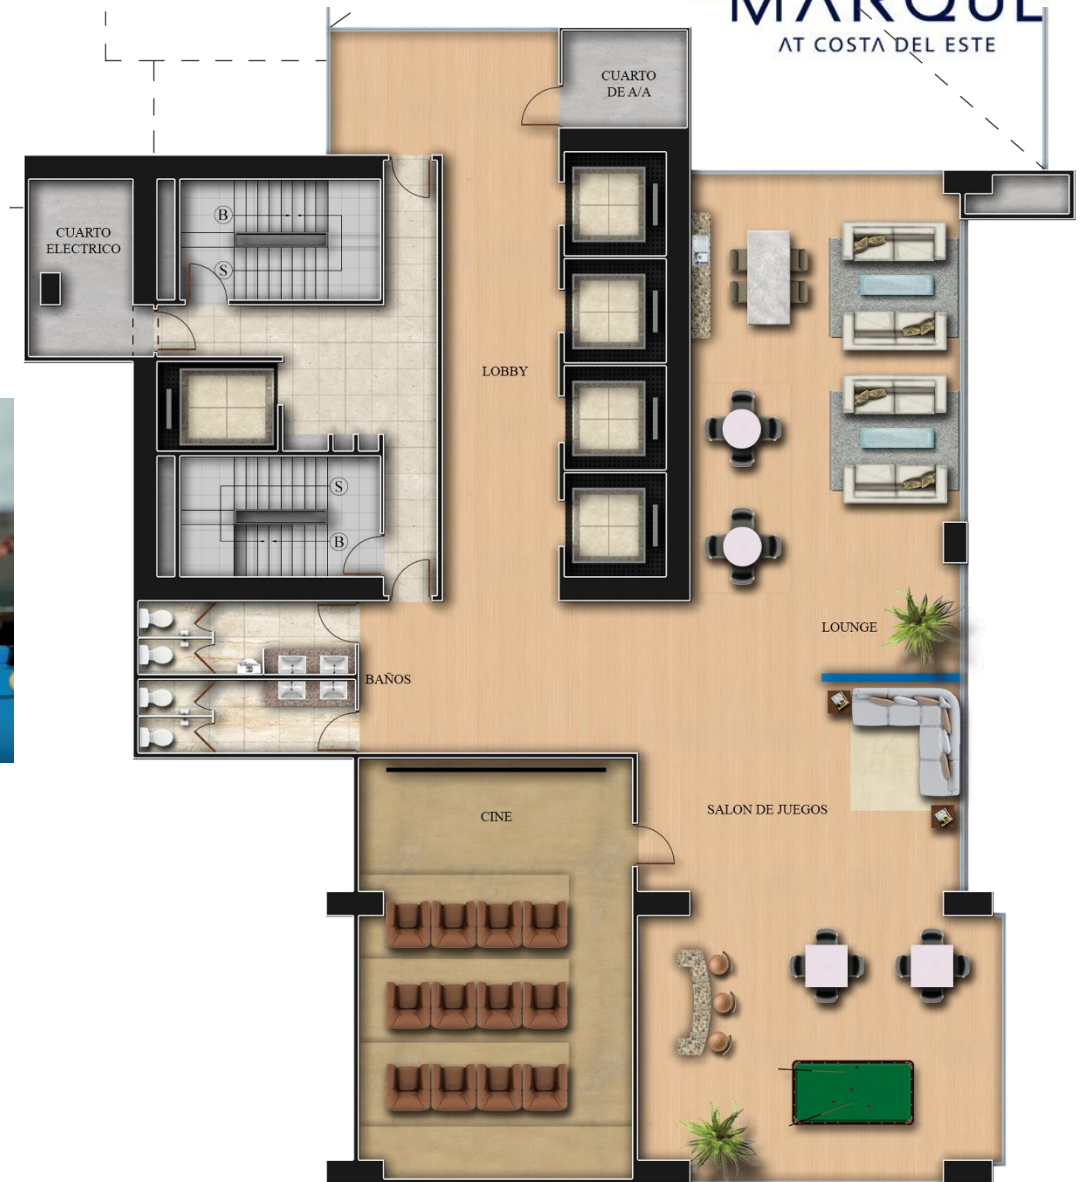 MARQUE
AT COSTA DEL ESTE
CUARTO
DE A/A
CUARTO
ELECTRICO
B
S
LOBBY
S
B
LOUNGE
BAÑOS
SALON DE JUEGOS
CINE